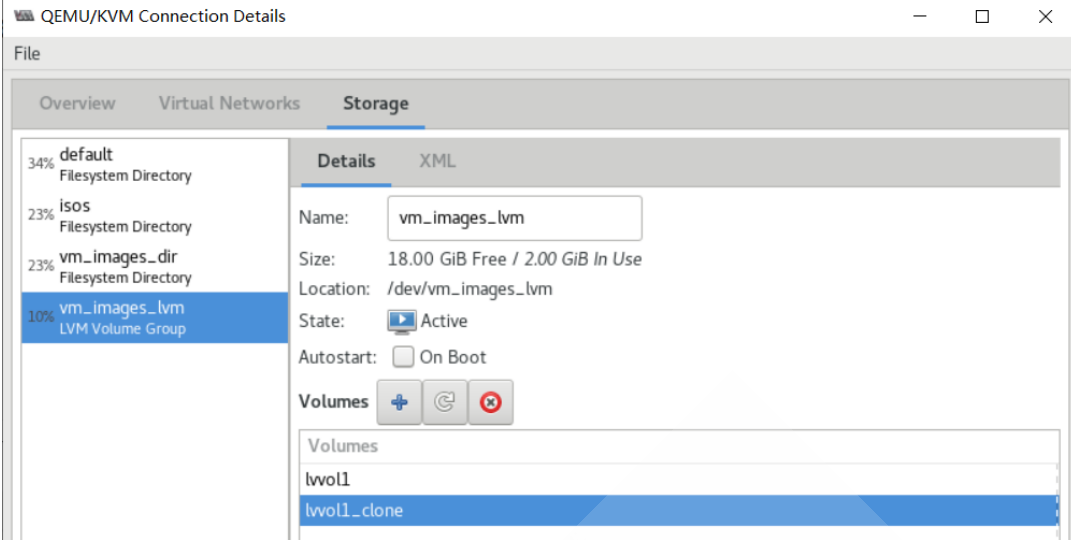 QEMU/KVM Connection Details
File
Overview Virtual Networks Storage
34% default
Filesystem Directory
23% isos
Filesystem Directory
23% vm_images_dir
Filesystem Directory
10% vm_images_lvm
LVM Volume Group
Details XML
Name: vm_images_lvm
Size: 18.00 GiB Free / 2.00 GiB In Use
Location: /dev/vm_images_lvm
State: Active
Autostart: On Boot
Volumes
Volumes
lvvol1
lvvol1_clone